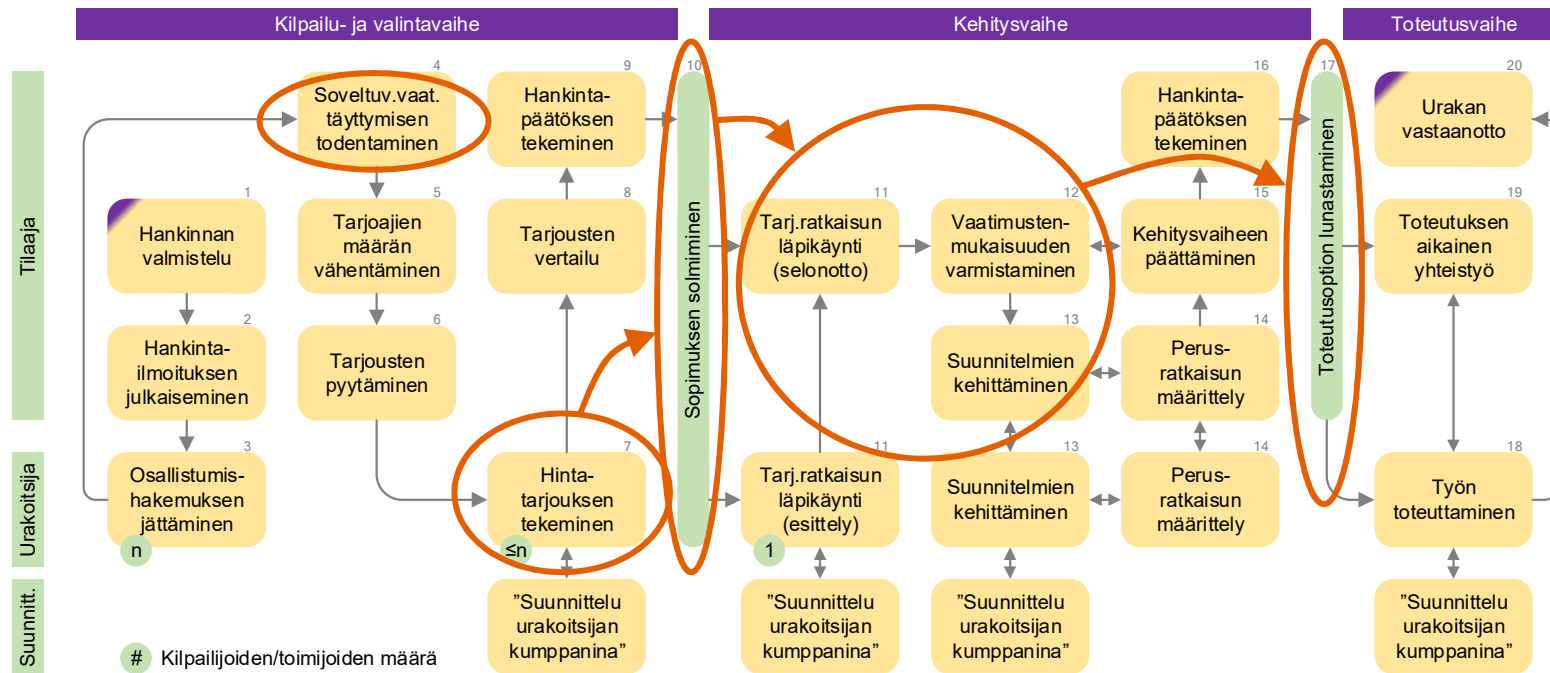 Kilpailu- ja valintavaihe
Kehitysvaihe
Toteutusvaihe
Tilaaja
Urakoitsija
Suunnitt.
1
Hankinnan
valmistelu
2
Hankinta-
ilmoituksen
julkaiseminen
3
Osallistumis-
hakemuksen
jättäminen
n
4
Soveltuv.vaat.
täyttymisen
todentaminen
5
Tarjoajien
määrän
vähentäminen
6
Tarjousten
pyytäminen
7
Hinta-
tarjouksen
tekeminen
≤n
"Suunnittelu
urakoitsijan
kumppanina"
8
Tarjousten
vertailu
9
Hankinta-
päätöksen
tekeminen
10
Sopimuksen solmiminen
11
Tarj.ratkaisun
läpikäynti
(selonotto)
11
Tarj.ratkaisun
läpikäynti
(esittely)
1
"Suunnittelu
urakoitsijan
kumppanina"
12
Vaatimusten-
mukaisuuden
varmistaminen
13
Suunnitelmien
kehittäminen
13
Suunnitelmien
kehittäminen
"Suunnittelu
urakoitsijan
kumppanina"
14
Perus-
ratkaisun
määrittely
14
Perus-
ratkaisun
määrittely
15
Kehitysvaiheen
päättäminen
16
Hankinta-
päätöksen
tekeminen
17
Toteutusoption lunastaminen
18
Työn
toteuttaminen
"Suunnittelu
urakoitsijan
kumppanina"
19
Toteutuksen
aikainen
yhteistyö
20
Urakan
vastaanotto
# Kilpailijoiden/toimijoiden määrä